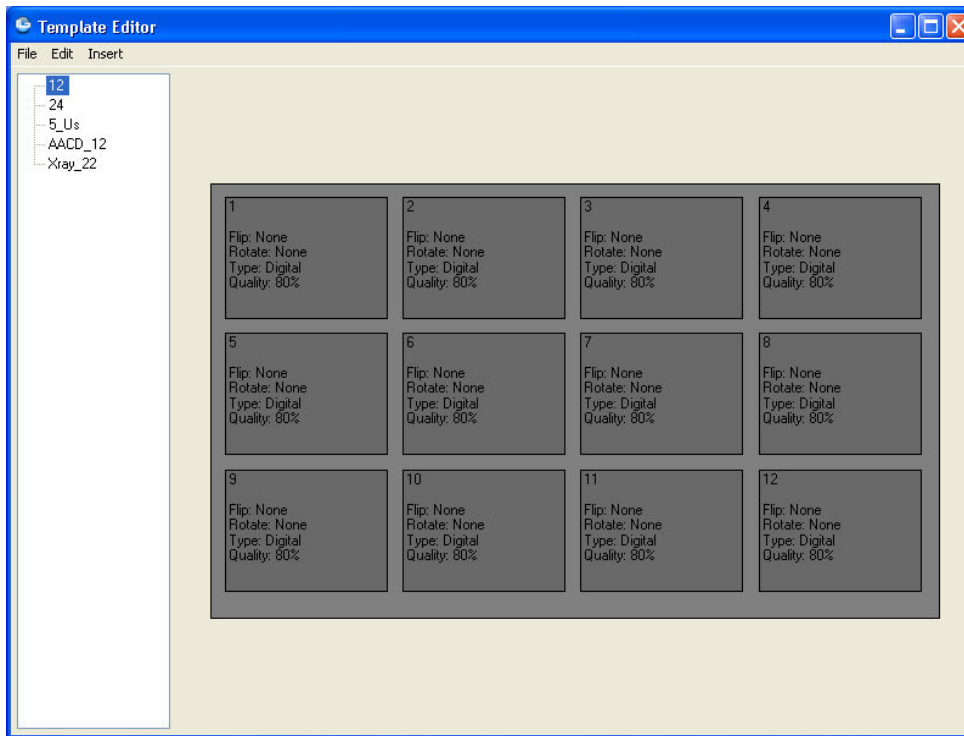 Template Editor
File Edit Insert
12
24
5_Us
AACD_12
Xray_22
1
Flip: None
Rotate: None
Type: Digital
Quality: 80%
2
Flip: None
Rotate: None
Type: Digital
Quality: 80%
3
Flip: None
Rotate: None
Type: Digital
Quality: 80%
4
Flip: None
Rotate: None
Type: Digital
Quality: 80%
5
Flip: None
Rotate: None
Type: Digital
Quality: 80%
6
Flip: None
Rotate: None
Type: Digital
Quality: 80%
7
Flip: None
Rotate: None
Type: Digital
Quality: 80%
8
Flip: None
Rotate: None
Type: Digital
Quality: 80%
9
Flip: None
Rotate: None
Type: Digital
Quality: 80%
10
Flip: None
Rotate: None
Type: Digital
Quality: 80%
11
Flip: None
Rotate: None
Type: Digital
Quality: 80%
12
Flip: None
Rotate: None
Type: Digital
Quality: 80%